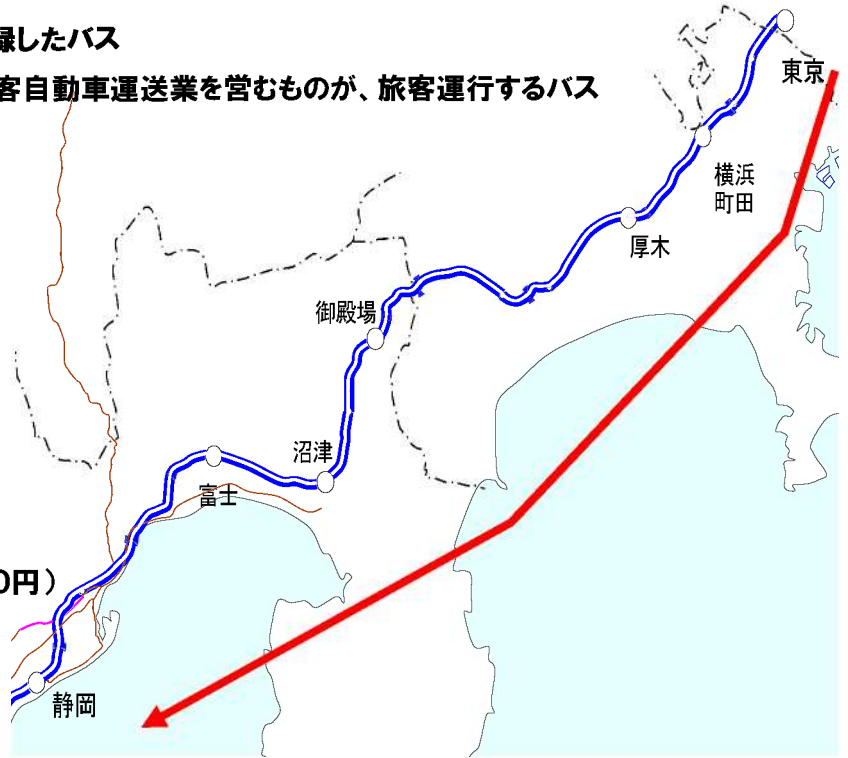 録したバス
客自動車運送業を営むものが、旅客運行するバス
東京
横浜
町田
厚木
御殿場
沼津
富士
0円)
静岡